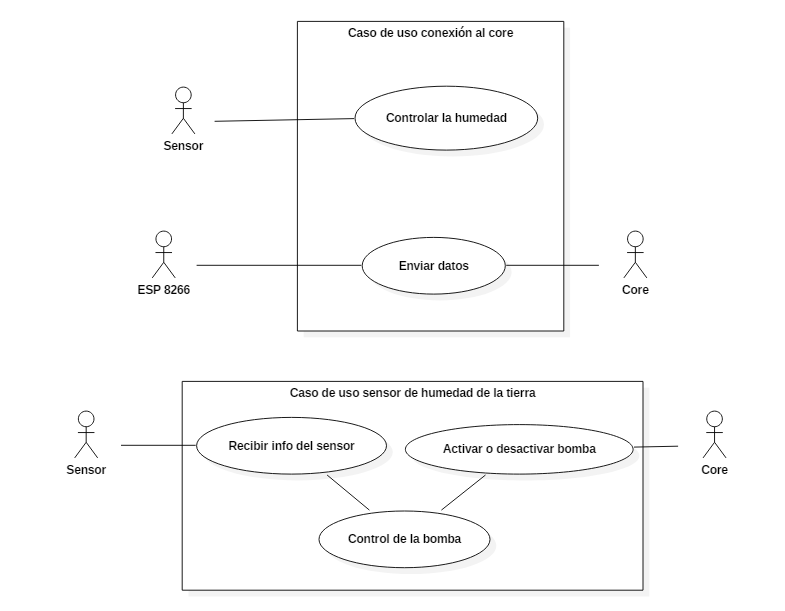 Caso de uso conexión al core
Controlar la humedad
Sensor
Enviar datos
ESP 8266
Core
Caso de uso sensor de humedad de la tierra
Recibir info del sensor
Activar o desactivar bomba
Sensor
Core
Control de la bomba